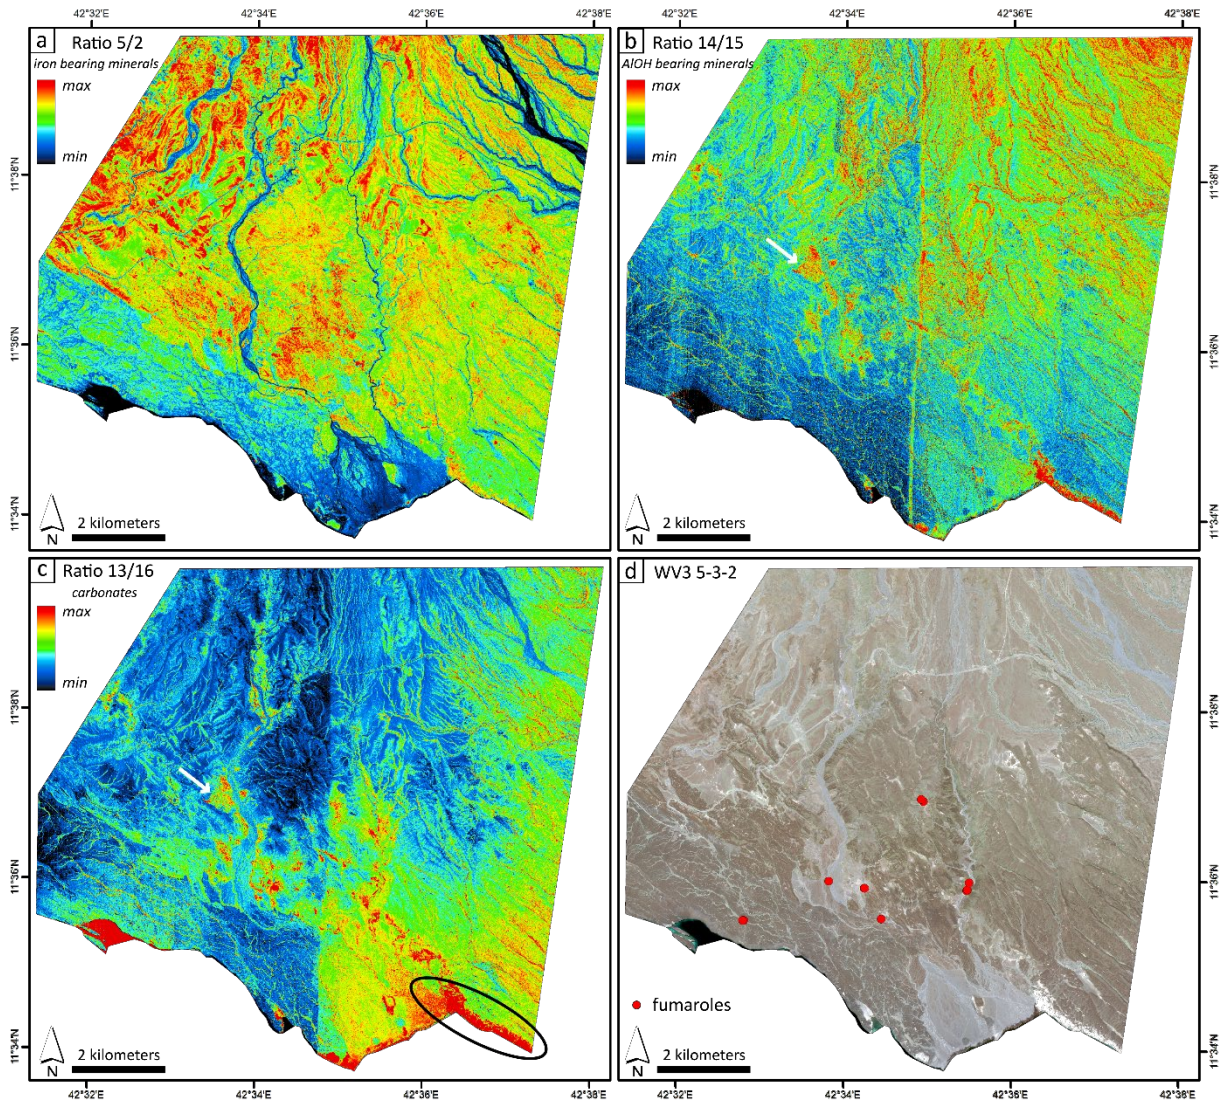 42°32'E 42°34'E 42°36'E 42°38'E 42°32'E 42°34'E 42°36'E 42°38'E
a Ratio 5/2
iron bearing minerals
max
min
11°38'N
11°36'N
11°34'N
N 2 kilometers
b Ratio 14/15
AlOH bearing minerals
max
min
11°38'N
11°36'N
11°34'N
N 2 kilometers
c Ratio 13/16
carbonates
max
min
11°38'N
11°36'N
11°34'N
N 2 kilometers
d WV3 5-3-2
11°38'N
11°36'N
11°34'N
fumaroles
N 2 kilometers
42°32'E 42°34'E 42°36'E 42°38'E 42°32'E 42°34'E 42°36'E 42°38'E